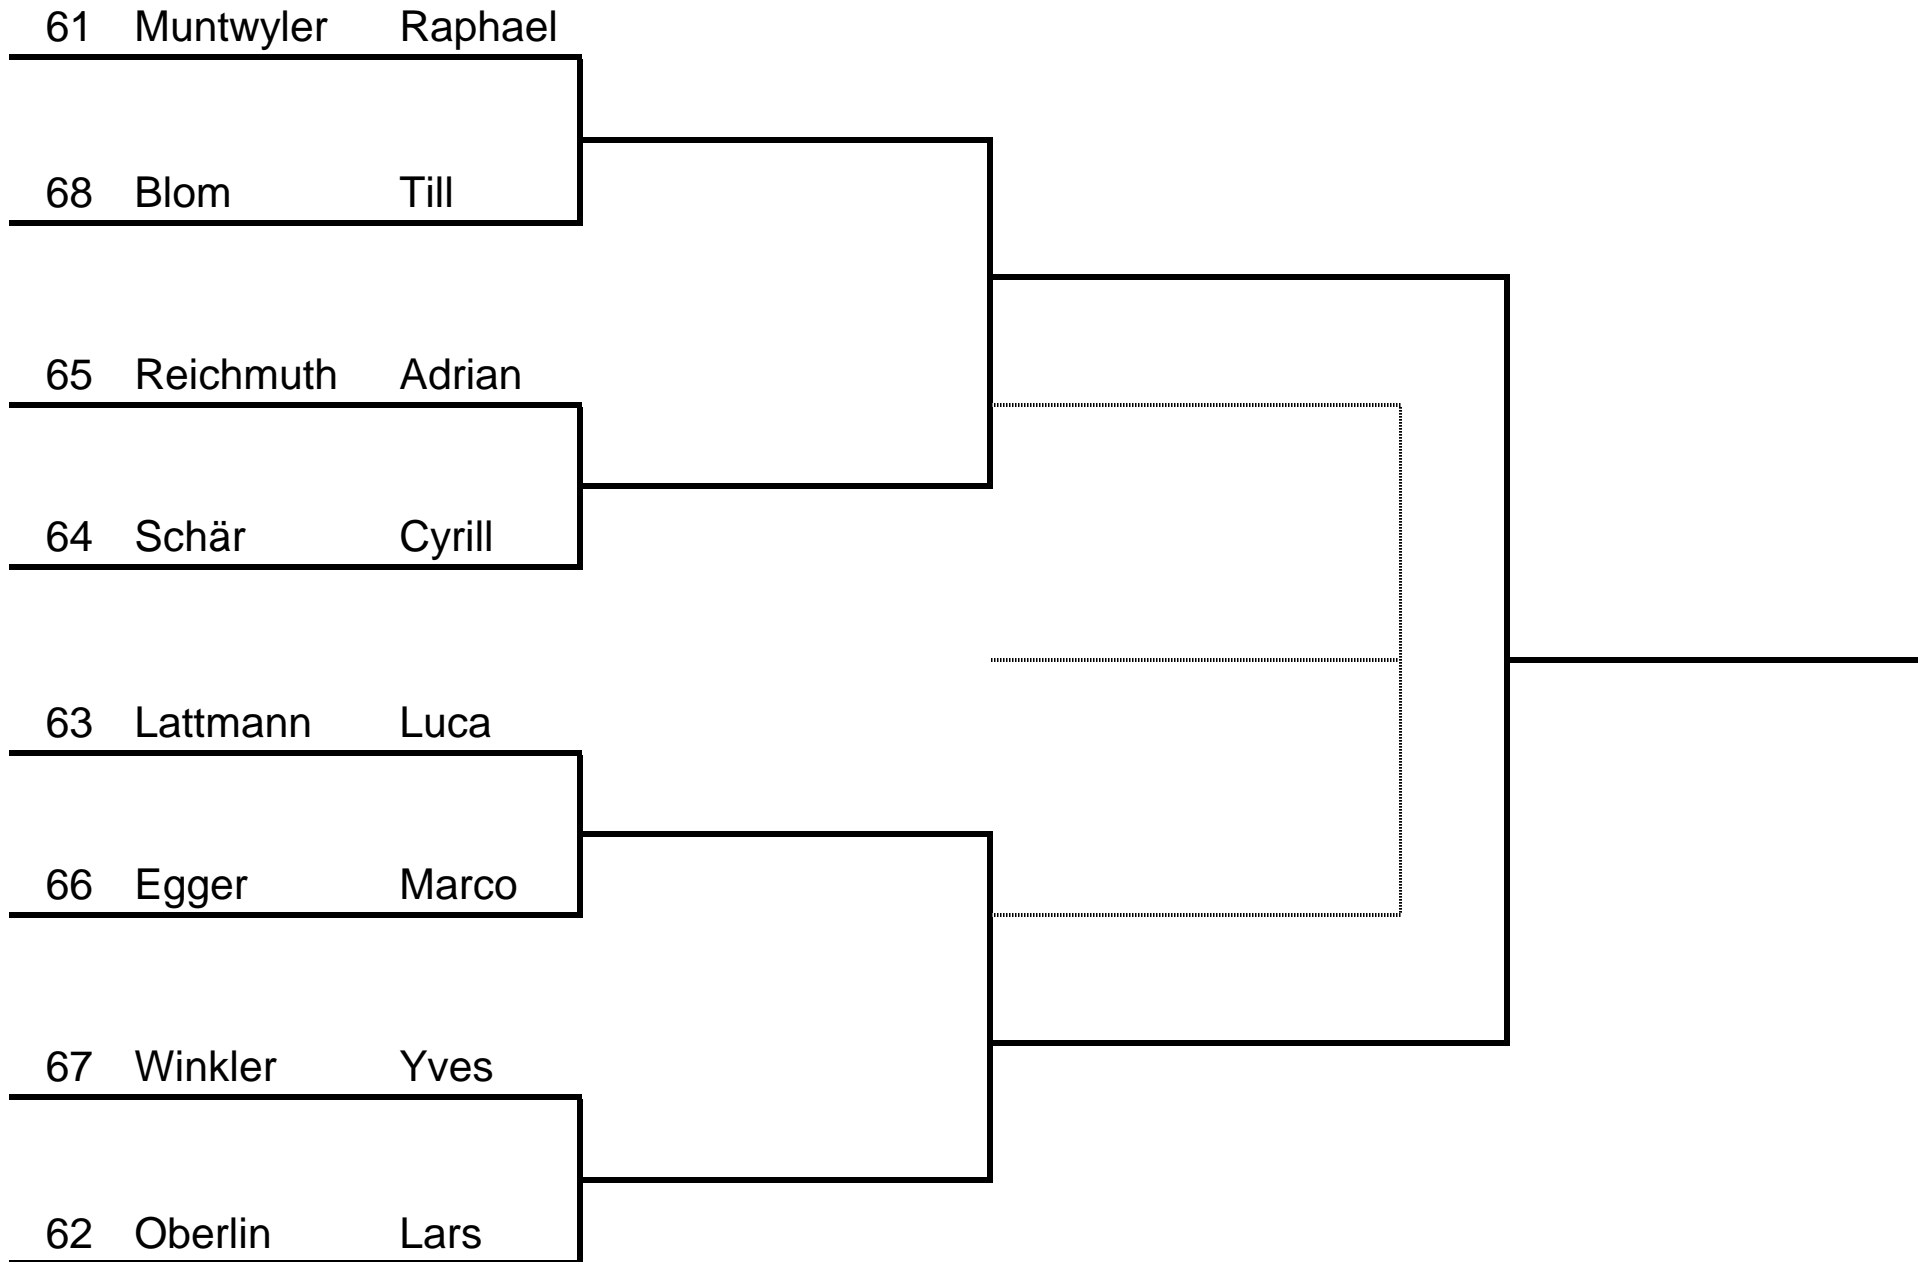 61 Muntwyler Raphael
68 Blom Till
65 Reichmuth Adrian
64 Schär Cyrill
63 Lattmann Luca
66 Egger Marco
67 Winkler Yves
62 Oberlin Lars